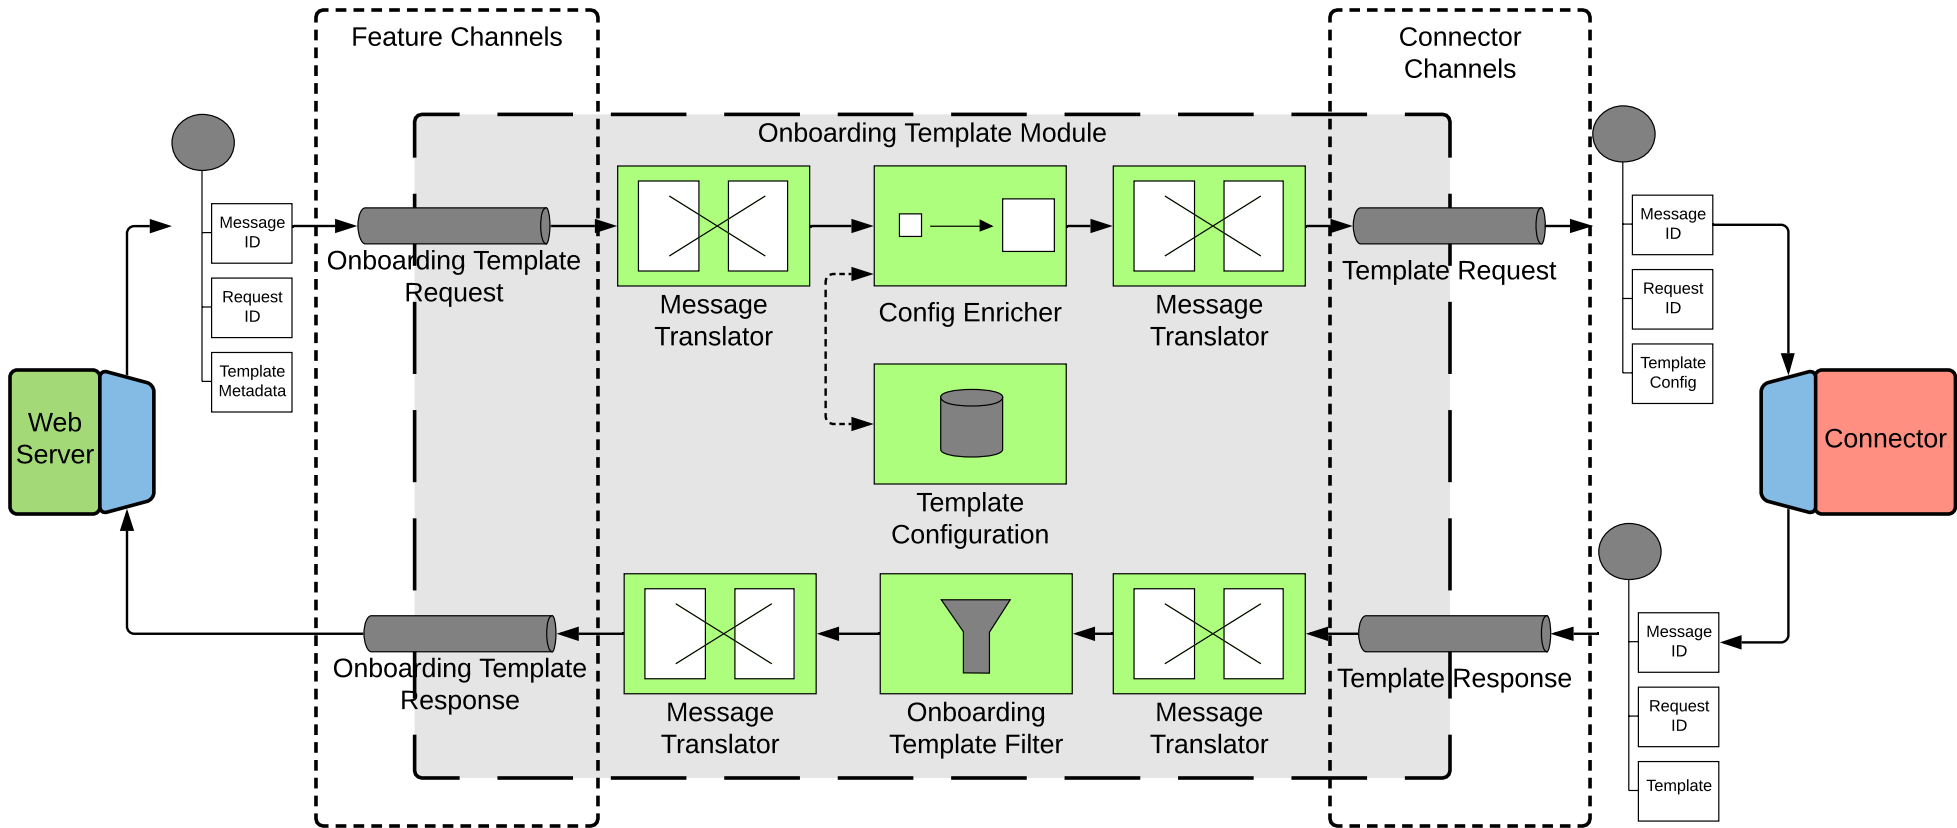 Feature Channels
Connector
Channels
Onboarding Template Module
Message
ID
Request
ID
Template
Metadata
Onboarding Template
Request
Message
Translator
Config Enricher
Message
Translator
Template Request
Message
ID
Request
ID
Template
Config
Web
Server
Connector
Template
Configuration
Onboarding Template
Response
Message
Translator
Onboarding
Template Filter
Message
Translator
Template Response
Message
ID
Request
ID
Template